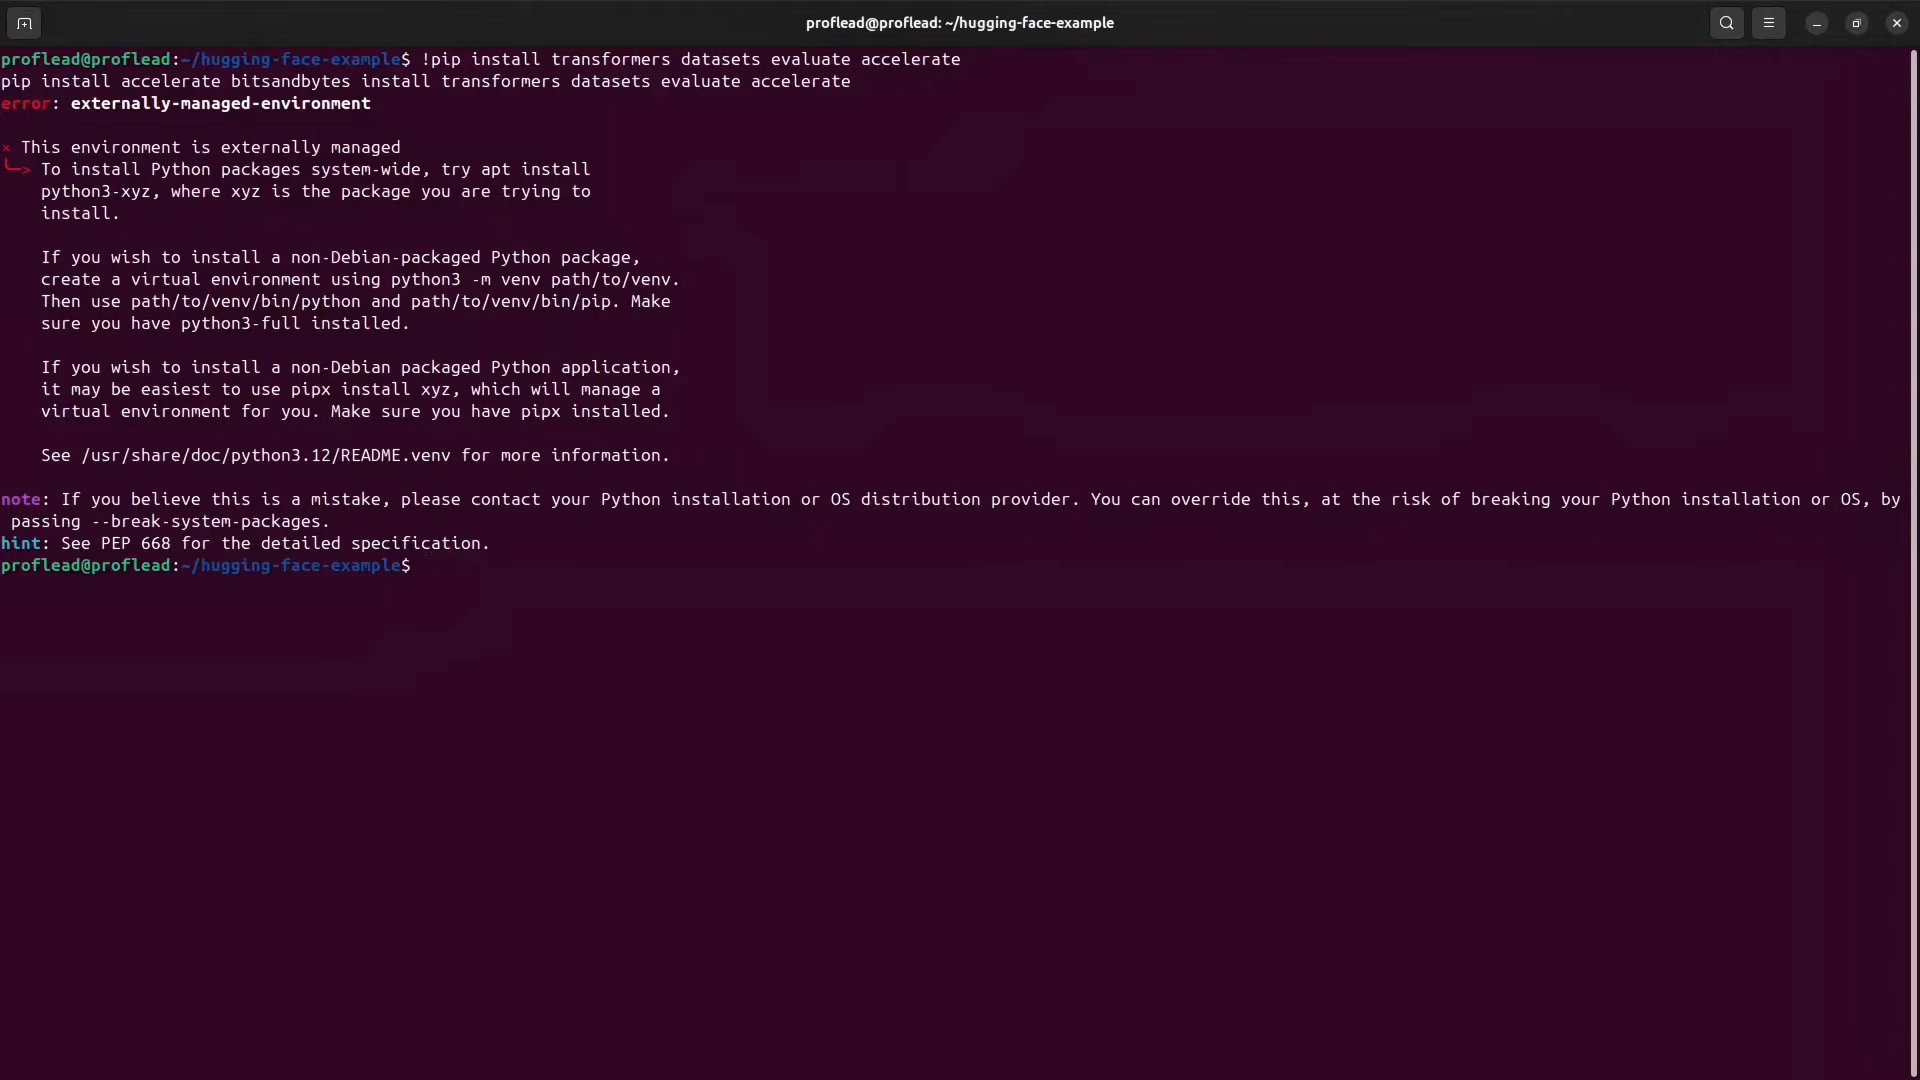 proflead@proflead: ~/hugging-face-example
proflead@proflead:~/hugging-face-example$ !pip install transformers datasets evaluate accelerate
pip install accelerate bitsandbytes install transformers datasets evaluate accelerate
error: externally-managed-environment
× This environment is externally managed
╰─> To install Python packages system-wide, try apt install
python3-xyz, where xyz is the package you are trying to
install.
If you wish to install a non-Debian-packaged Python package,
create a virtual environment using python3 -m venv path/to/venv.
Then use path/to/venv/bin/python and path/to/venv/bin/pip. Make
sure you have python3-full installed.
If you wish to install a non-Debian packaged Python application,
it may be easiest to use pipx install xyz, which will manage a
virtual environment for you. Make sure you have pipx installed.
See /usr/share/doc/python3.12/README.venv for more information.
note: If you believe this is a mistake, please contact your Python installation or OS distribution provider. You can override this, at the risk of breaking your Python installation or OS, by
passing --break-system-packages.
hint: See PEP 668 for the detailed specification.
proflead@proflead:~/hugging-face-example$